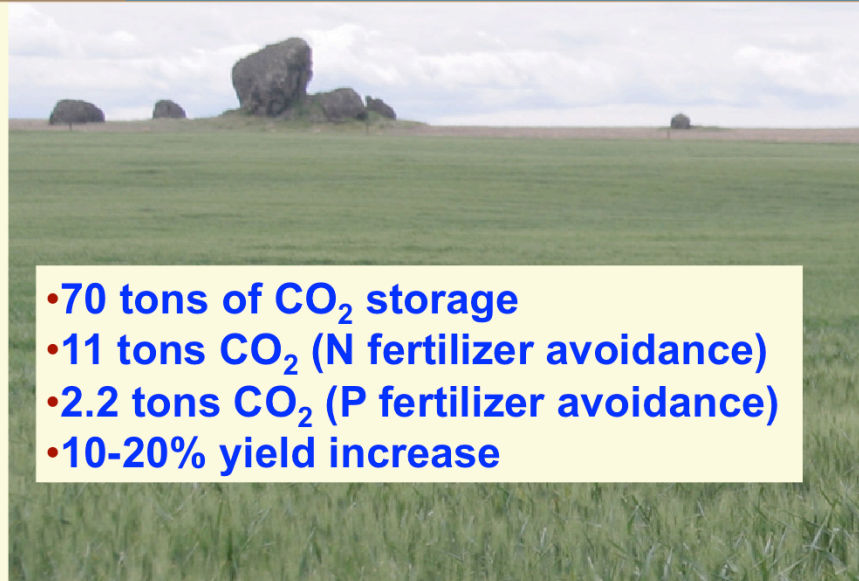 •70 tons of CO₂ storage
•11 tons CO₂ (N fertilizer avoidance)
•2.2 tons CO₂ (P fertilizer avoidance)
•10-20% yield increase